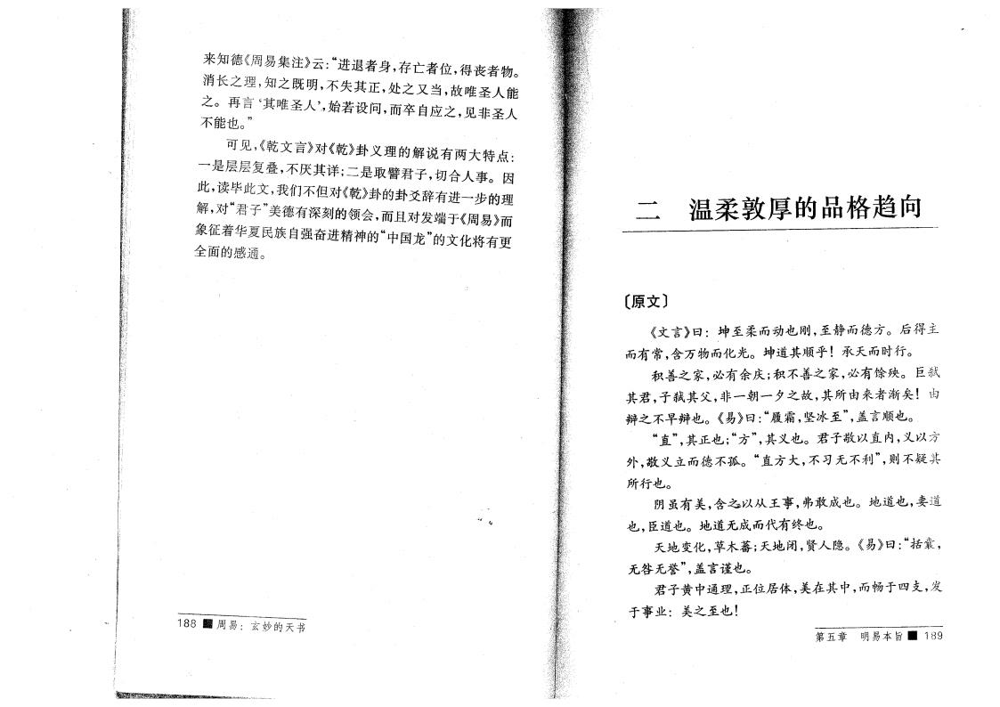 来知德《周易集注》云：“进退者身，存亡者位，得丧者物。
消长之理，知之既明，不失其正，处之又当，故唯圣人能
之。再言‘其唯圣人’，始若设问，而卒自应之，见非圣人
不能也。”
可见，《乾文言》对《乾》卦义理的解说有两大特点：
一是层层复叠，不厌其详；二是取譬君子，切合人事。因
此，读毕此文，我们不但对《乾》卦的卦爻辞有进一步的理
解，对“君子”美德有深刻的领会，而且对发端于《周易》而
象征着华夏民族自强奋进精神的“中国龙”的文化将有更
全面的感通。
188 ■ 周易：玄妙的天书
二 温柔敦厚的品格趋向
〔原文〕
《文言》曰：坤至柔而动也刚，至静而德方。后得主
而有常，含万物而化光。坤道其顺乎！承天而时行。
积善之家，必有余庆；积不善之家，必有馀殃。臣弑
其君，子弑其父，非一朝一夕之故，其所由来者渐矣！由
辩之不早辩也。《易》曰：“履霜，坚冰至”，盖言顺也。
“直”，其正也；“方”，其义也。君子敬以直内，义以方
外，敬义立而德不孤。“直方大，不习无不利”，则不疑其
所行也。
阴虽有美，含之以从王事，弗敢成也。地道也，妻道
也，臣道也。地道无成而代有终也。
天地变化，草木蕃；天地闭，贤人隐。《易》曰：“括囊，
无咎无誉”，盖言谨也。
君子黄中通理，正位居体，美在其中，而畅于四支，发
于事业：美之至也！
第五章 明易本旨 ■ 189